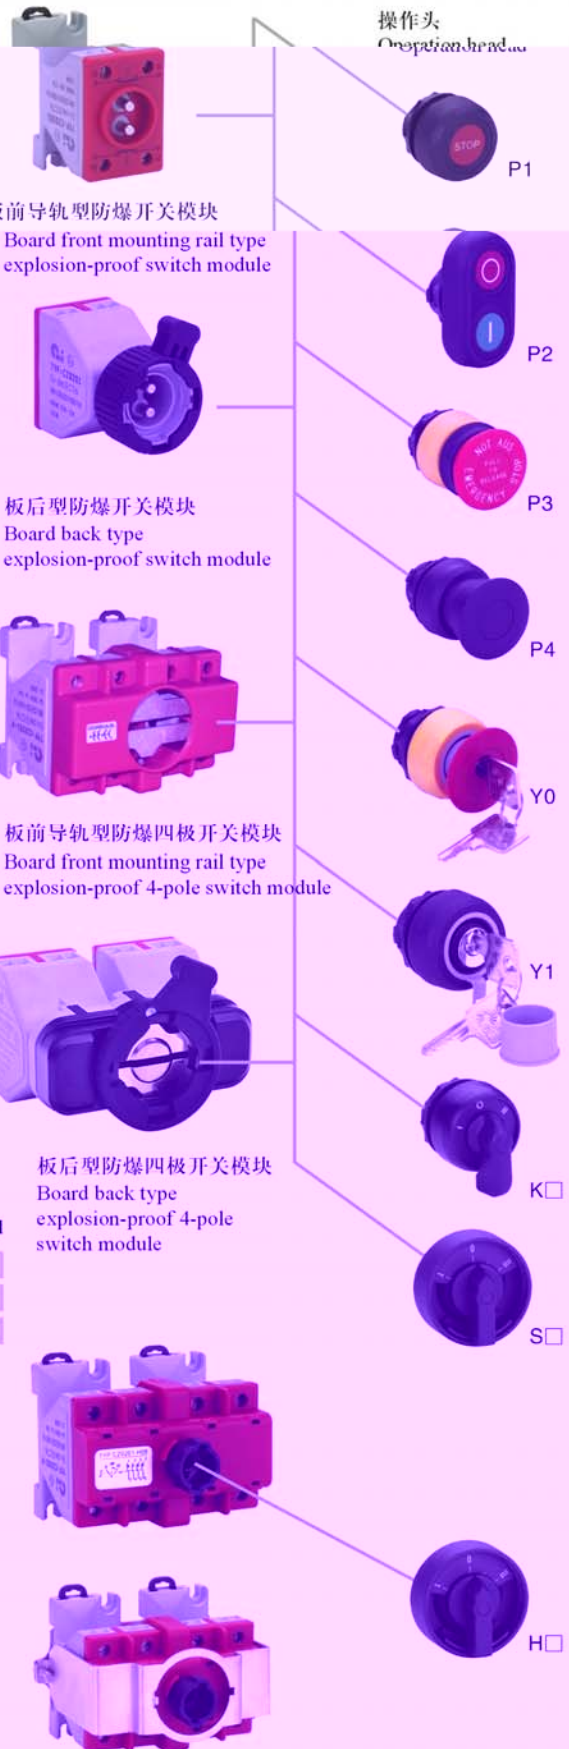 操作头
Operation head
STOP
P1
前导轨型防爆开关模块
Board front mounting rail type
explosion-proof switch module
P2
NOT AUS
EMERGENCY STOP
P3
板后型防爆开关模块
Board back type
explosion-proof switch module
P4
Y0
板前导轨型防爆四极开关模块
Board front mounting rail type
explosion-proof 4-pole switch module
Y1
K□
板后型防爆四极开关模块
Board back type
explosion-proof 4-pole
switch module
S□
H□